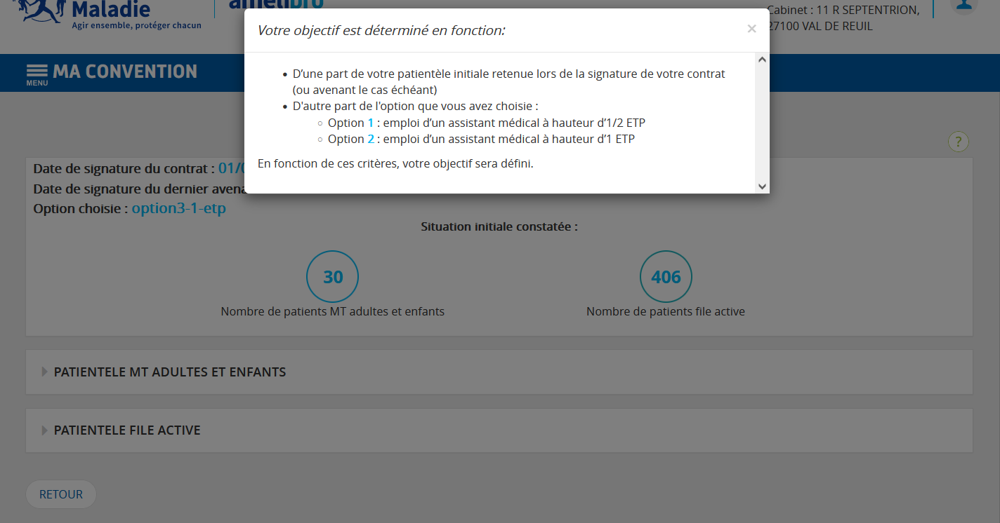 Maladie
Agir ensemble, protéger chacun
amelipro
Cabinet : 11 R SEPTENTRION,
27100 VAL DE REUIL
Votre objectif est déterminé en fonction:
×
MENU
MA CONVENTION
• D’une part de votre patientèle initiale retenue lors de la signature de votre contrat
(ou avenant le cas échéant)
• D'autre part de l'option que vous avez choisie :
○ Option 1 : emploi d’un assistant médical à hauteur d’1/2 ETP
○ Option 2 : emploi d’un assistant médical à hauteur d’1 ETP
En fonction de ces critères, votre objectif sera défini.
?
Date de signature du contrat : 01/
Date de signature du dernier avena
Option choisie : option3-1-etp
Situation initiale constatée :
30
406
Nombre de patients MT adultes et enfants
Nombre de patients file active
PATIENTELE MT ADULTES ET ENFANTS
PATIENTELE FILE ACTIVE
RETOUR